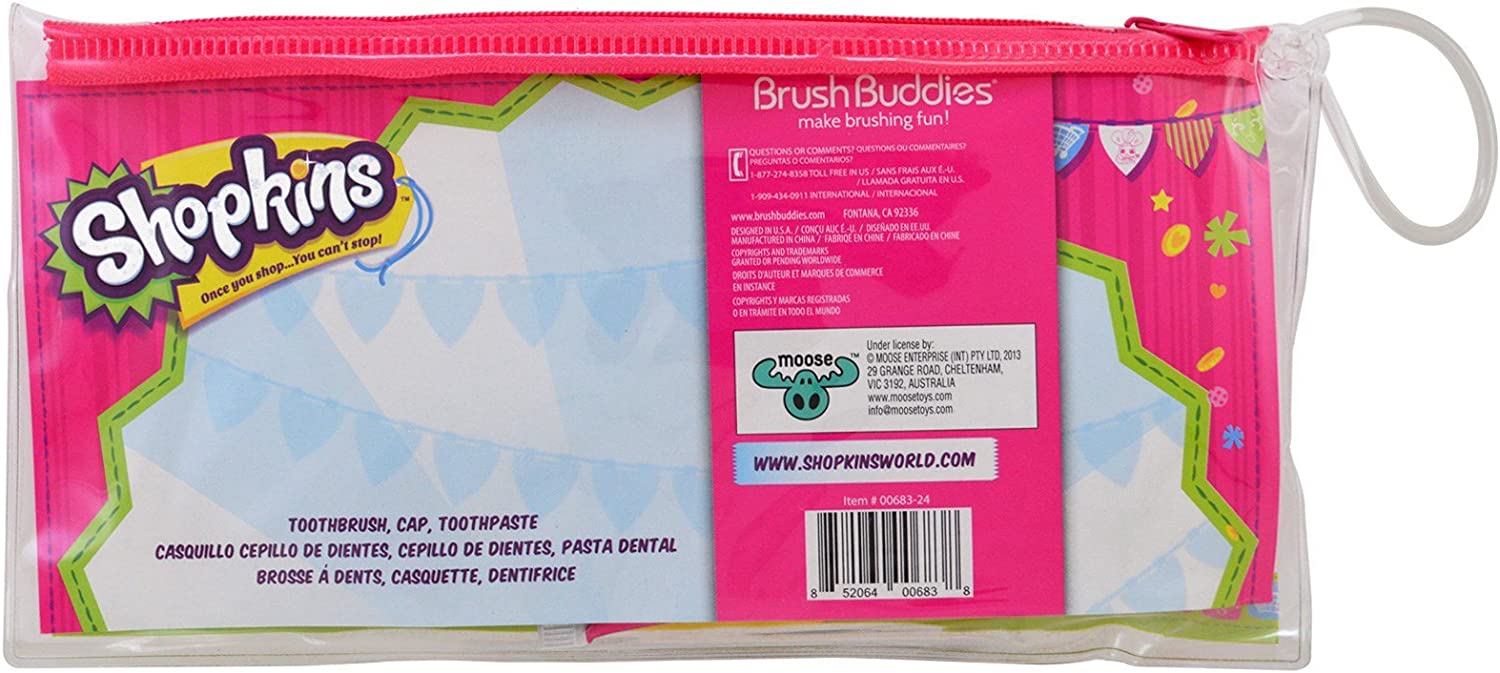 Shopkins™
Once you shop...You can't stop!
TOOTHBRUSH, CAP, TOOTHPASTE
CASQUILLO CEPILLO DE DIENTES, CEPILLO DE DIENTES, PASTA DENTAL
BROSSE Á DENTS, CASQUETTE, DENTIFRICE
BrushBuddies®
make brushing fun!
QUESTIONS OR COMMENTS? QUESTIONS OU COMMENTAIRES?
PREGUNTAS O COMENTARIOS?
1-877-274-8358 TOLL FREE IN US / SANS FRAIS AUX É.-U.
/ LLAMADA GRATUITA EN U.S.
1-909-434-0911 INTERNATIONAL / INTERNACIONAL
www.brushbuddies.com FONTANA, CA 92336
DESIGNED IN U.S.A. / CONÇU AUC É.-U. / DISEÑADO EN EE.UU.
MANUFACTURED IN CHINA / FABRIQE EN CHINE / FABRICADO EN CHINE
COPYRIGHTS AND TRADEMARKS
GRANTED OR PENDING WORLDWIDE
DROITS D'AUTEUR ET MARQUES DE COMMERCE
EN INSTANCE
COPYRIGHTS Y MARCAS REGISTRADAS
O EN TRÁMITE EN TODO EL MUNDO
moose™
Under license by:
© MOOSE ENTERPRISE (INT) PTY LTD, 2013
29 GRANGE ROAD, CHELTENHAM,
VIC 3192, AUSTRALIA
www.moosetoys.com
info@moosetoys.com
WWW.SHOPKINSWORLD.COM
Item # 00683-24
8 52064 00683 8